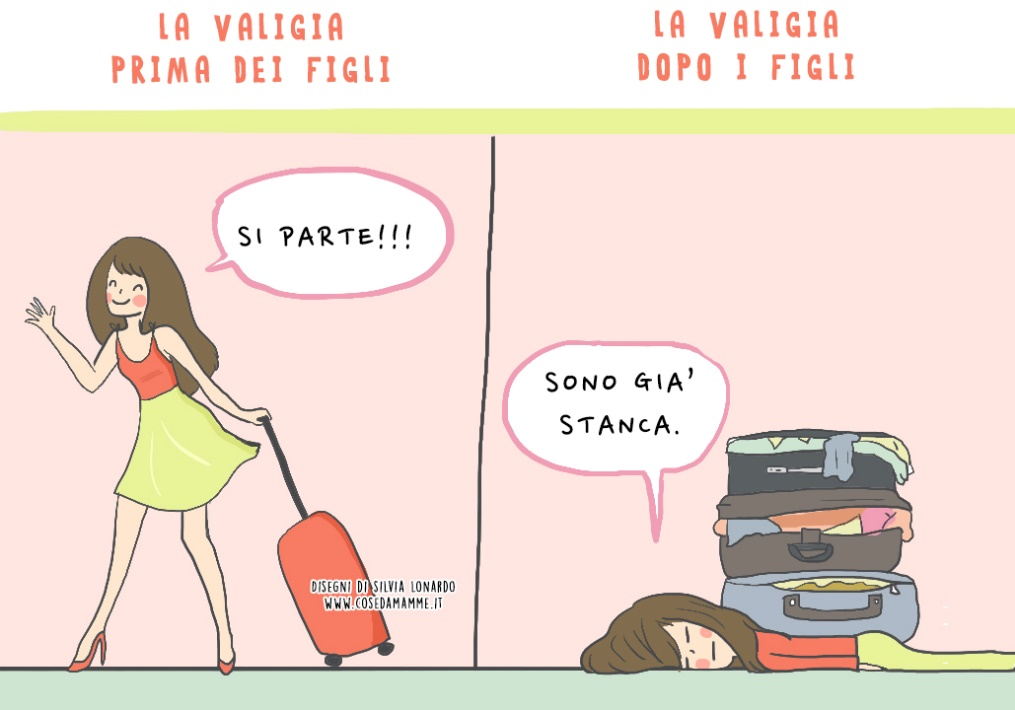 LA VALIGIA
PRIMA DEI FIGLI
LA VALIGIA
DOPO I FIGLI
SI PARTE!!!
SONO GIA'
STANCA.
DISEGNI DI SILVIA LONARDO
WWW.COSEDAMAMME.IT